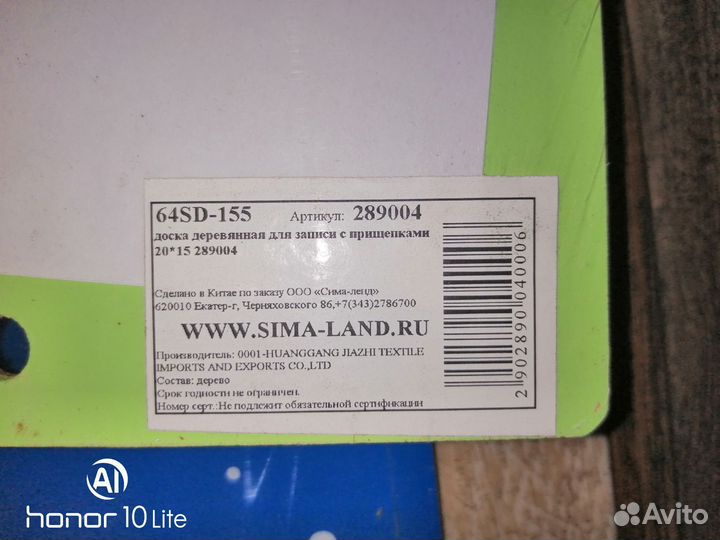 64SD-155 Артикул: 289004
доска деревянная для записи с прищепками
20*15 289004
Сделано в Китае по заказу ООО «Сима-ленд»
620010 Екатер-г, Черняховского 86,+7(343)2786700
WWW.SIMA-LAND.RU
Производитель: 0001-HUANGGANG JIAZHI TEXTILE
IMPORTS AND EXPORTS CO.,LTD
Состав: дерево
Срок годности не ограничен.
Номер серт.:Не подлежит обязательной сертификации
2 902890 040006
AI
honor 10 Lite
Avito